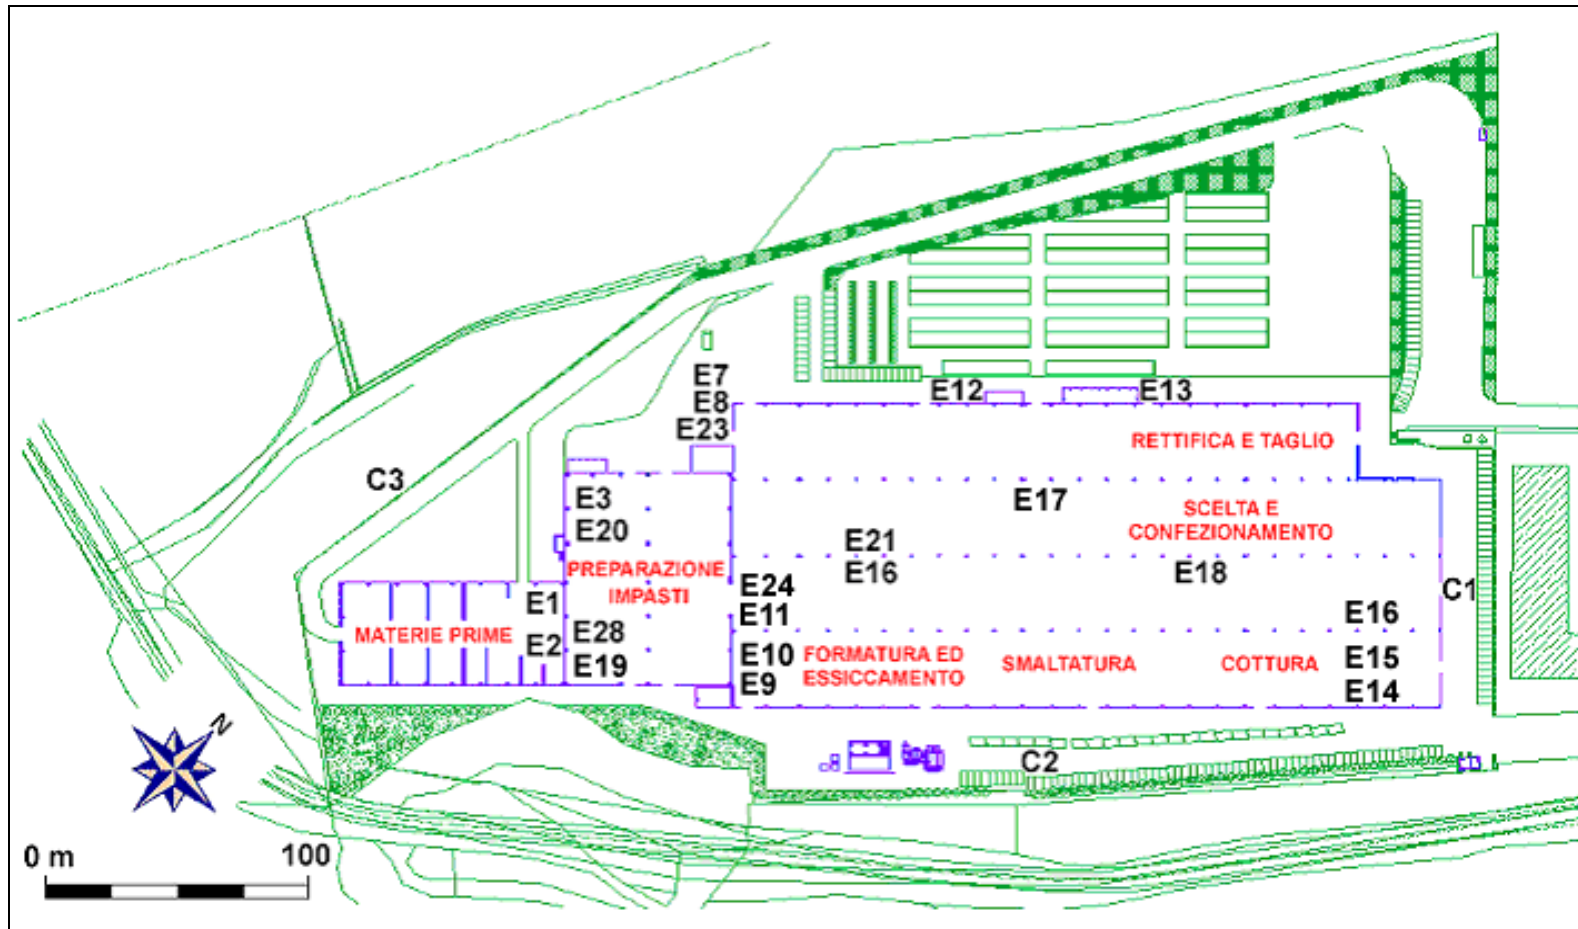 E7
E8
E12
E13
E23
RETTIFICA E TAGLIO
C3
E3
E17
SCELTA E
CONFEZIONAMENTO
E20
E21
E16
E18
PREPARAZIONE
IMPASTI
E24
C1
E1
E11
E16
MATERIE PRIME
E28
E2
E19
E10
FORMATURA ED
ESSICCAMENTO
SMALTATURA
COTTURA
E15
E9
E14
N
C2
0 m
100